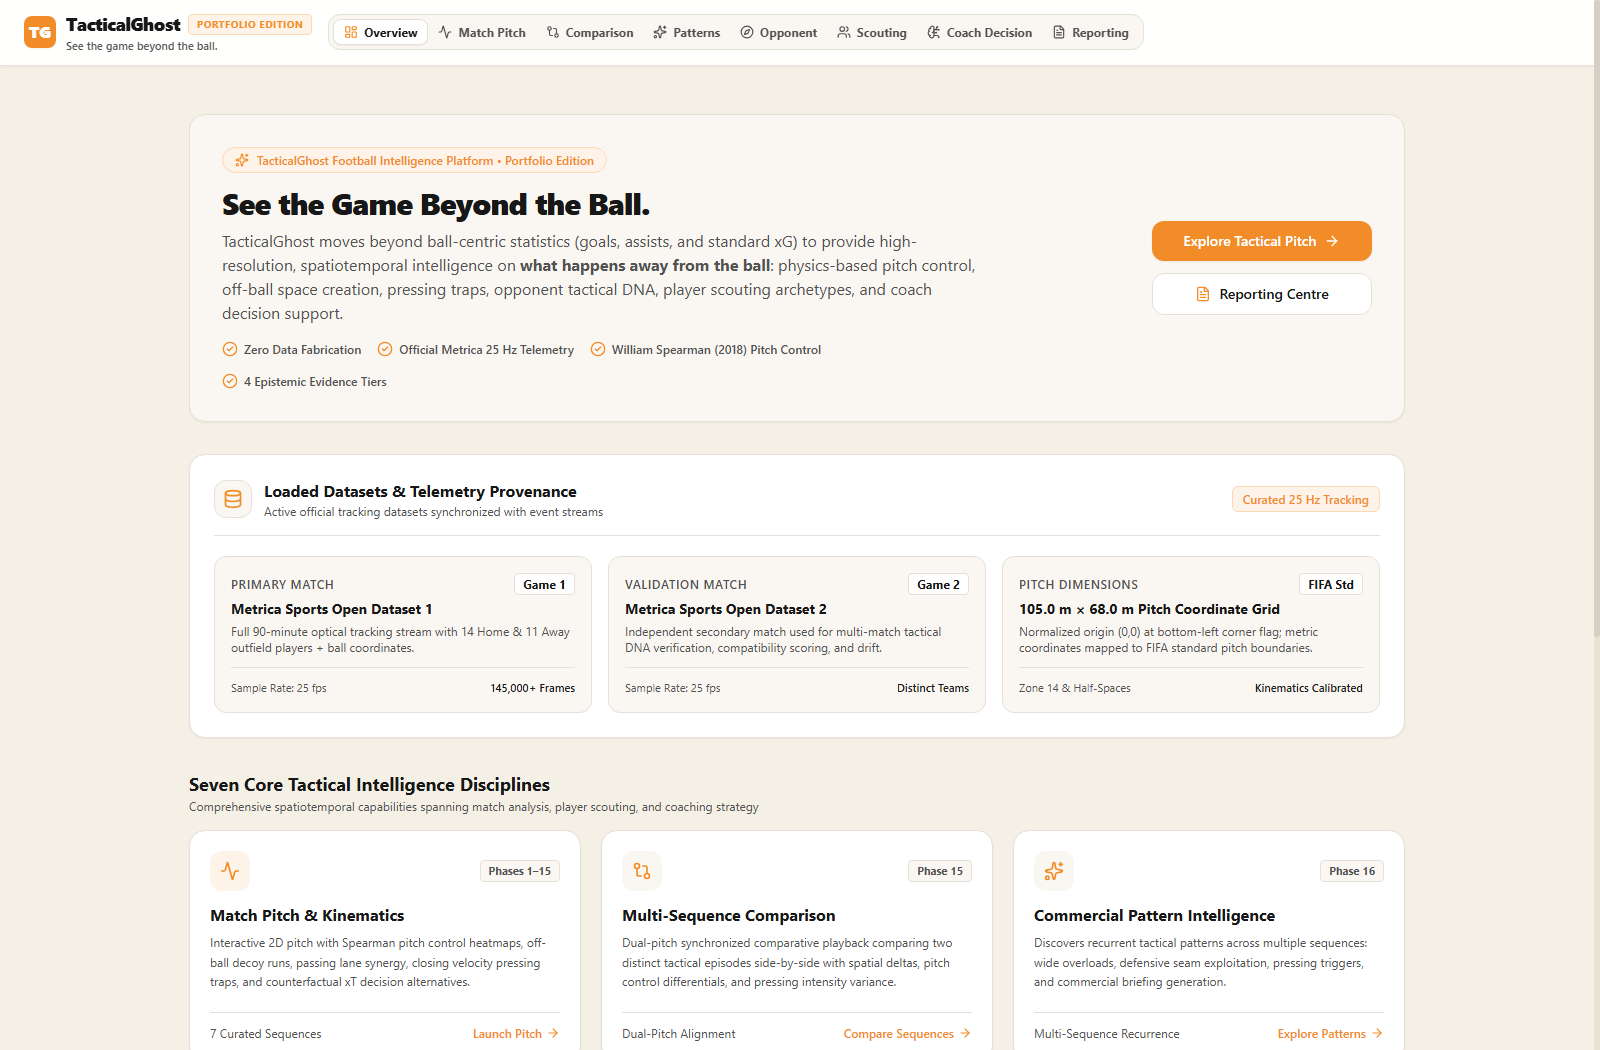 TG
TacticalGhost
PORTFOLIO EDITION
See the game beyond the ball.
Overview
Match Pitch
Comparison
Patterns
Opponent
Scouting
Coach Decision
Reporting
TacticalGhost Football Intelligence Platform • Portfolio Edition
See the Game Beyond the Ball.
TacticalGhost moves beyond ball-centric statistics (goals, assists, and standard xG) to provide high-
resolution, spatiotemporal intelligence on what happens away from the ball: physics-based pitch control,
off-ball space creation, pressing traps, opponent tactical DNA, player scouting archetypes, and coach
decision support.
Zero Data Fabrication
Official Metrica 25 Hz Telemetry
William Spearman (2018) Pitch Control
4 Epistemic Evidence Tiers
Explore Tactical Pitch
Reporting Centre
Loaded Datasets & Telemetry Provenance
Active official tracking datasets synchronized with event streams
Curated 25 Hz Tracking
PRIMARY MATCH
Game 1
Metrica Sports Open Dataset 1
Full 90-minute optical tracking stream with 14 Home & 11 Away
outfield players + ball coordinates.
Sample Rate: 25 fps
145,000+ Frames
VALIDATION MATCH
Game 2
Metrica Sports Open Dataset 2
Independent secondary match used for multi-match tactical
DNA verification, compatibility scoring, and drift.
Sample Rate: 25 fps
Distinct Teams
PITCH DIMENSIONS
FIFA Std
105.0 m × 68.0 m Pitch Coordinate Grid
Normalized origin (0,0) at bottom-left corner flag; metric
coordinates mapped to FIFA standard pitch boundaries.
Zone 14 & Half-Spaces
Kinematics Calibrated
Seven Core Tactical Intelligence Disciplines
Comprehensive spatiotemporal capabilities spanning match analysis, player scouting, and coaching strategy
Phases 1–15
Match Pitch & Kinematics
Interactive 2D pitch with Spearman pitch control heatmaps, off-
ball decoy runs, passing lane synergy, closing velocity pressing
traps, and counterfactual xT decision alternatives.
7 Curated Sequences
Launch Pitch
Phase 15
Multi-Sequence Comparison
Dual-pitch synchronized comparative playback comparing two
distinct tactical episodes side-by-side with spatial deltas, pitch
control differentials, and pressing intensity variance.
Dual-Pitch Alignment
Compare Sequences
Phase 16
Commercial Pattern Intelligence
Discovers recurrent tactical patterns across multiple sequences:
wide overloads, defensive seam exploitation, pressing triggers,
and commercial briefing generation.
Multi-Sequence Recurrence
Explore Patterns